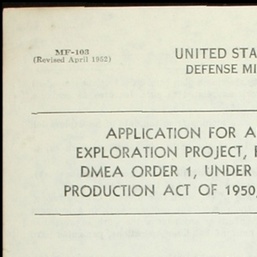 MF-103
(Revised April 1952)
UNITED STA
DEFENSE MI
APPLICATION FOR A
EXPLORATION PROJECT,
DMEA ORDER 1, UNDER
PRODUCTION ACT OF 1950,